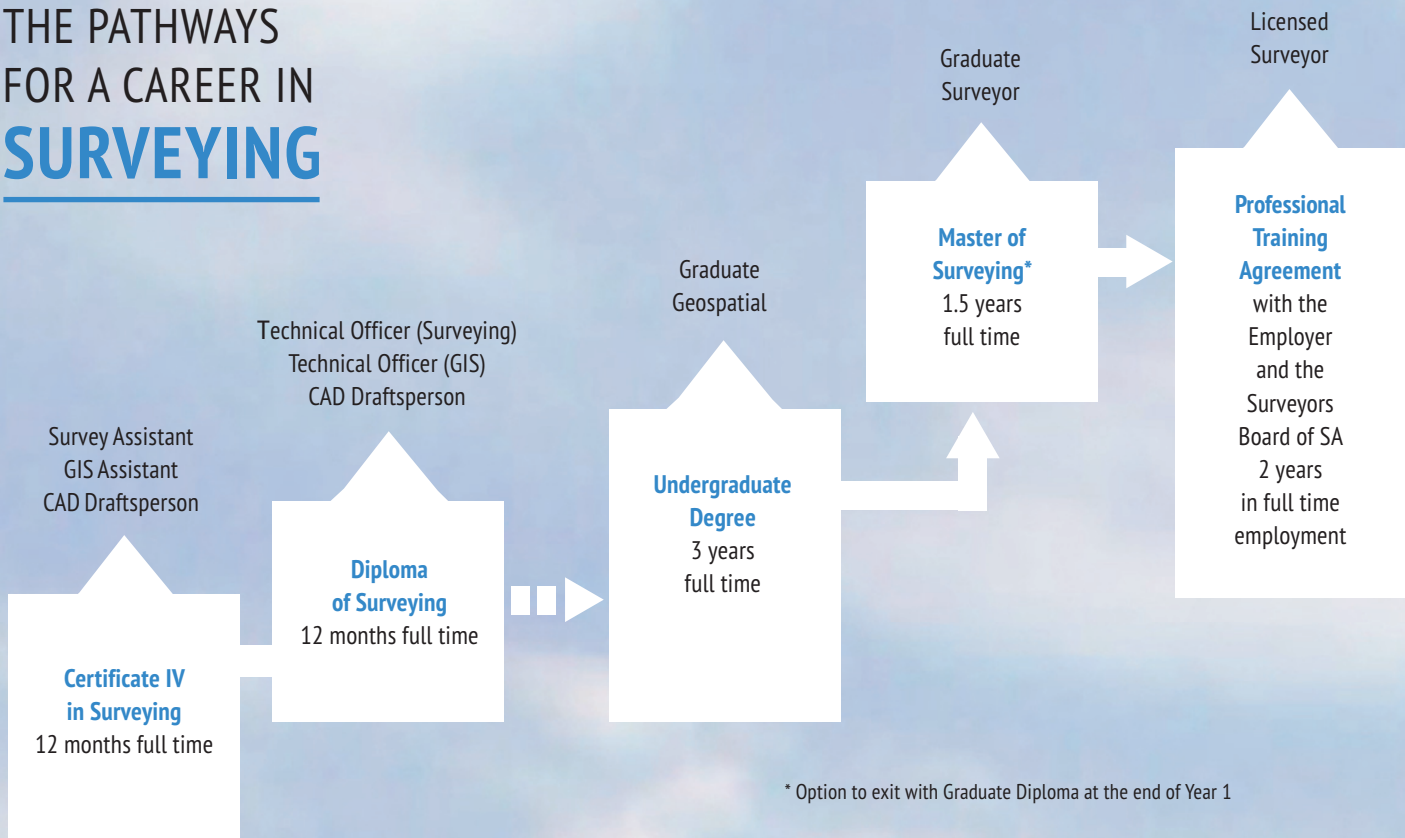 THE PATHWAYS
FOR A CAREER IN
SURVEYING
Survey Assistant
GIS Assistant
CAD Draftsperson
Certificate IV
in Surveying
12 months full time
Technical Officer (Surveying)
Technical Officer (GIS)
CAD Draftsperson
Diploma
of Surveying
12 months full time
Graduate
Geospatial
Undergraduate
Degree
3 years
full time
Graduate
Surveyor
Master of
Surveying*
1.5 years
full time
Licensed
Surveyor
Professional
Training
Agreement
with the
Employer
and the
Surveyors
Board of SA
2 years
in full time
employment
* Option to exit with Graduate Diploma at the end of Year 1